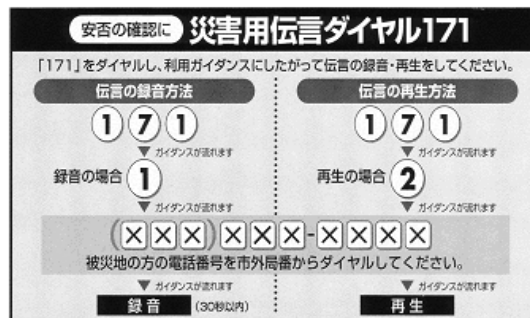 安否の確認に 災害用伝言ダイヤル171
「171」をダイヤルし、利用ガイダンスにしたがって伝言の録音・再生をしてください。
伝言の録音方法 伝言の再生方法
1 7 1 1 7 1
▼ガイダンスが流れます ▼ガイダンスが流れます
録音の場合 1 再生の場合 2
▼ガイダンスが流れます ▼ガイダンスが流れます
(×××)×××-××××
被災地の方の電話番号を市外局番からダイヤルしてください。
▼ガイダンスが流れます ▼ガイダンスが流れます
録音 (30秒以内) 再生